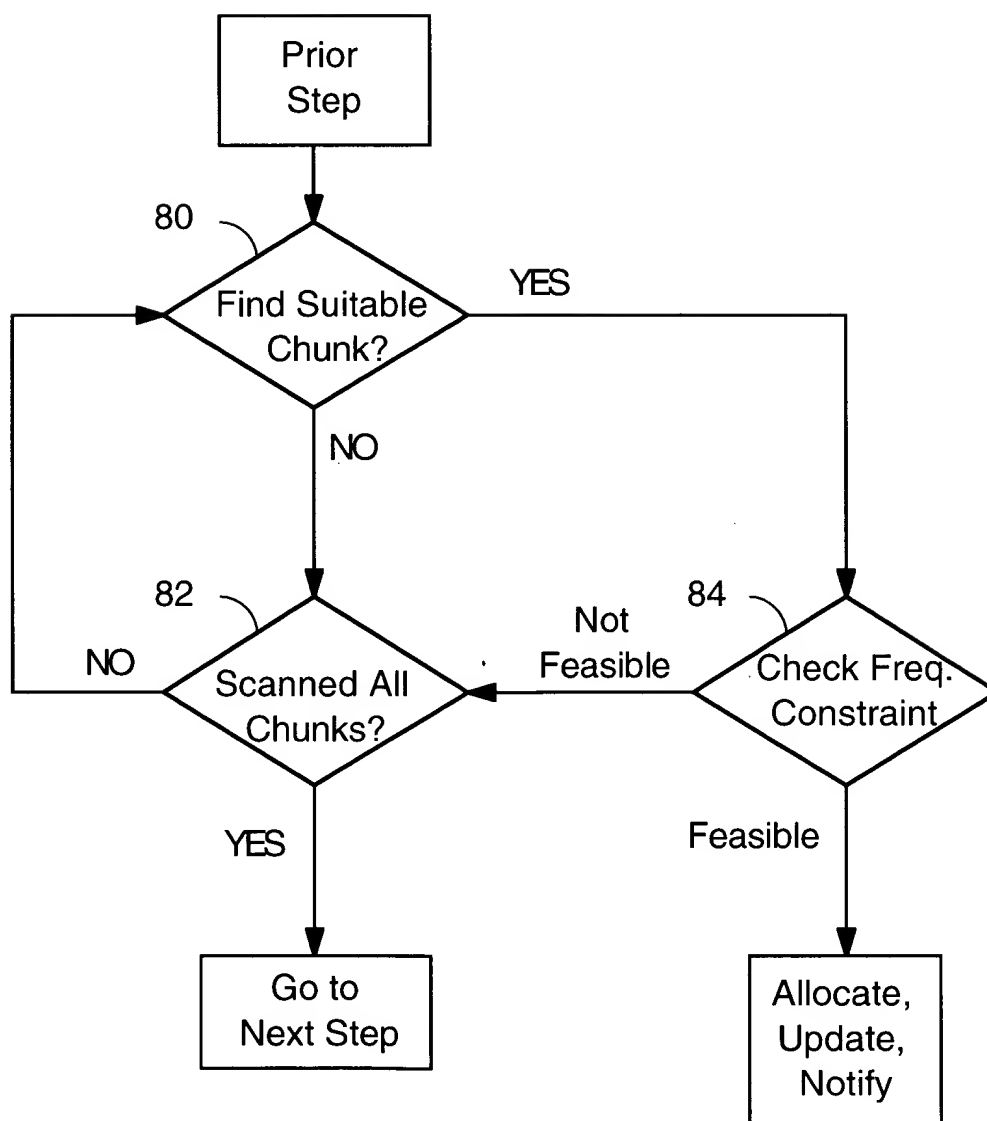 Prior
Step
80
YES
Find Suitable
Chunk?
NO
82
84
Not
Feasible
NO
Scanned All
Chunks?
Check Freq.
Constraint
YES
Feasible
Go to
Next Step
Allocate,
Update,
Notify